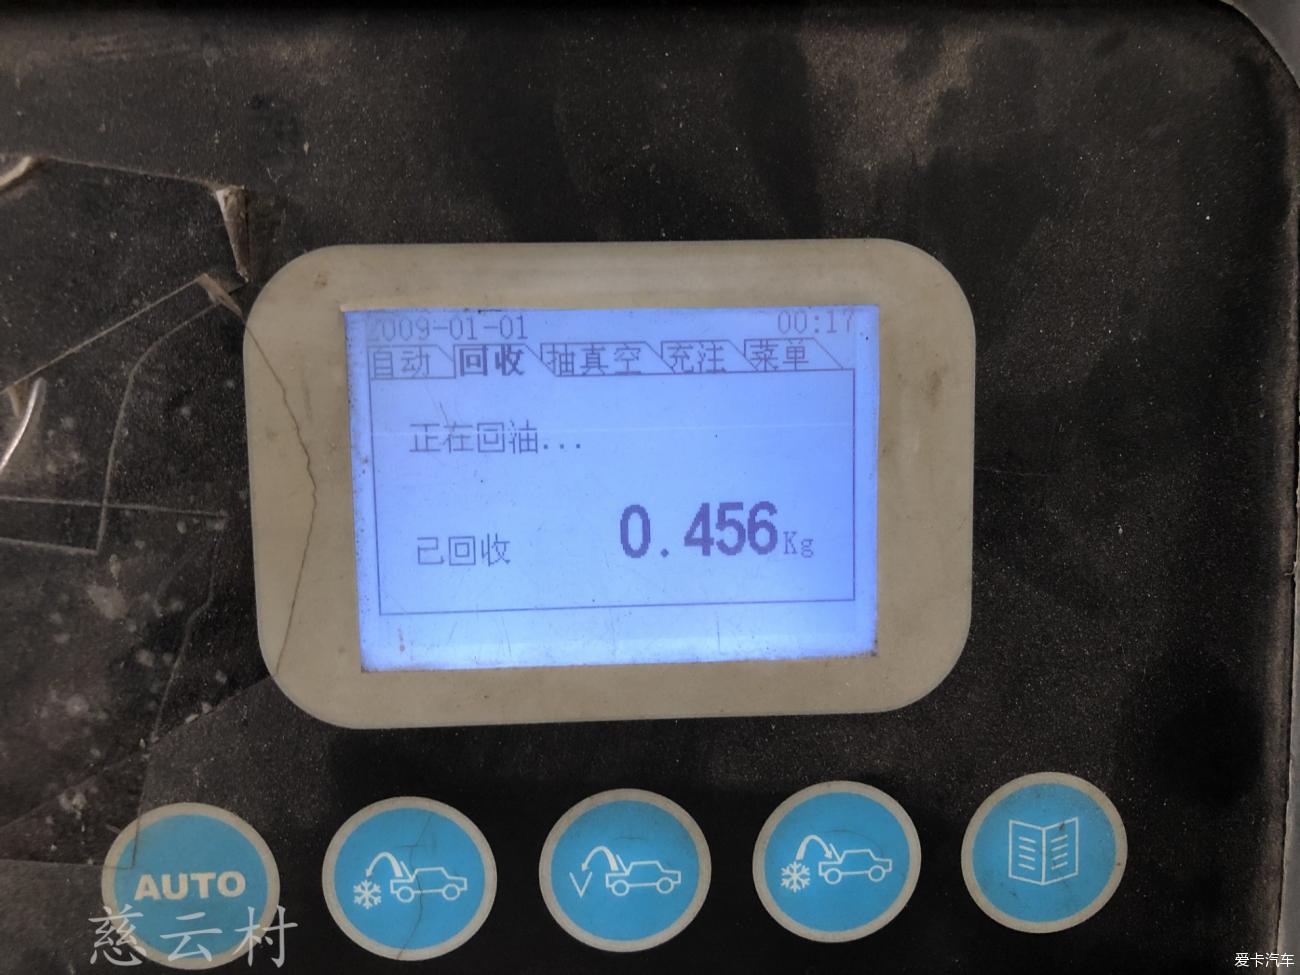 2009-01-01 00:17
自动 回收 抽真空 充注 菜单
正在回油...
已回收 0.456Kg
AUTO
慈云村
爱卡汽车